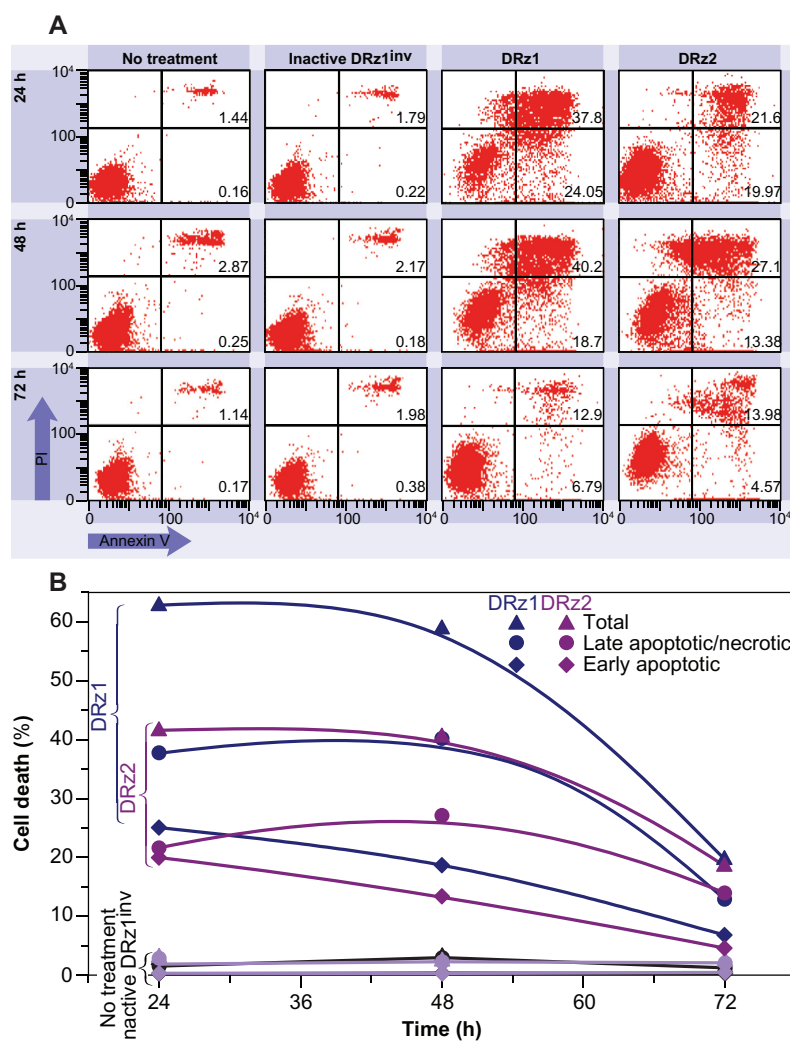 A
No treatment
Inactive DRz1inv
DRz1
DRz2
24 h
10⁴
100
0
1.44
0.16
1.79
0.22
37.8
24.05
21.6
19.97
48 h
10⁴
100
0
2.87
0.25
2.17
0.18
40.2
18.7
27.1
13.38
72 h
10⁴
100
0
1.14
0.17
1.98
0.38
12.9
6.79
13.98
4.57
PI
0 100 10⁴
0 100 10⁴
0 100 10⁴
0 100 10⁴
Annexin V
B
DRz1 DRz2
Total
Late apoptotic/necrotic
Early apoptotic
60
50
40
30
20
10
0
Cell death (%)
DRz1
DRz2
No treatment
nactive DRz1inv
24 36 48 60 72
Time (h)